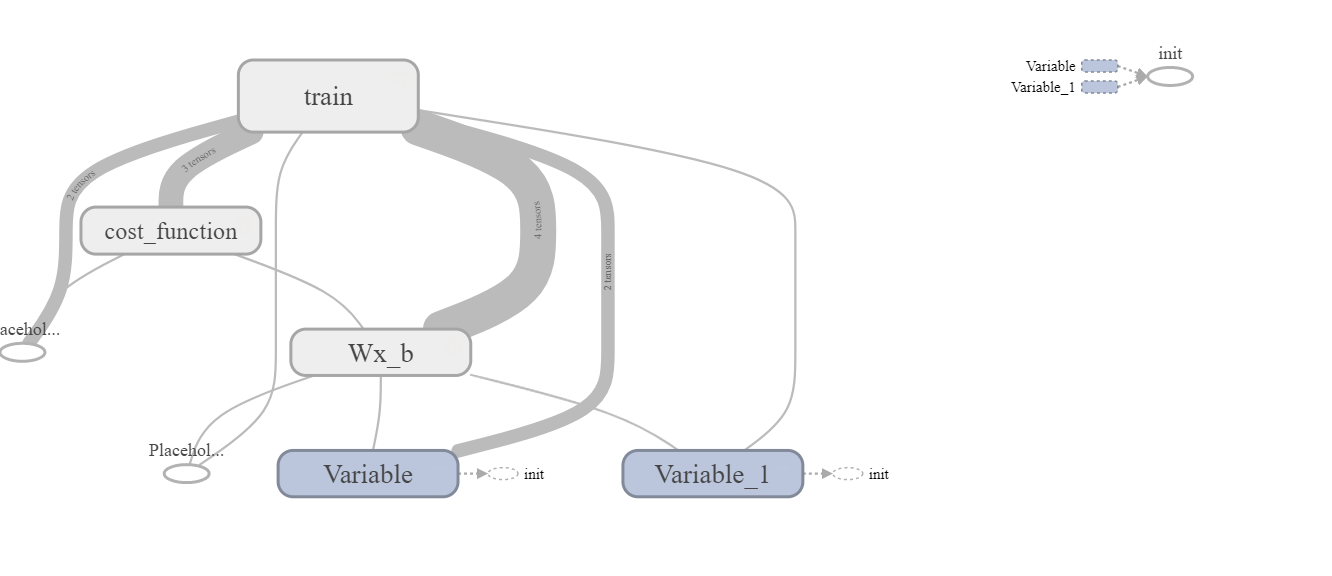 train
init
Variable
Variable_1
3 tensors
2 tensors
4 tensors
cost_function
2 tensors
acehol...
Wx_b
Placehol...
Variable
init
Variable_1
init